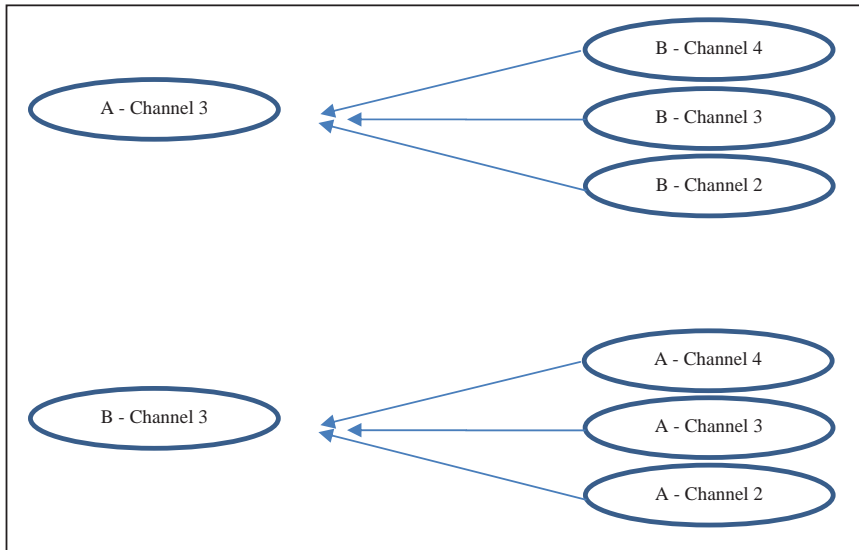 A - Channel 3
B - Channel 4
B - Channel 3
B - Channel 2
B - Channel 3
A - Channel 4
A - Channel 3
A - Channel 2